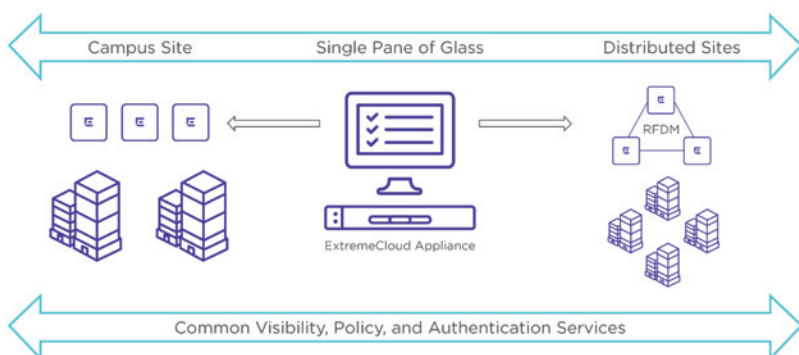 Campus Site
Single Pane of Glass
Distributed Sites
RFDM
ExtremeCloud Appliance
Common Visibility, Policy, and Authentication Services